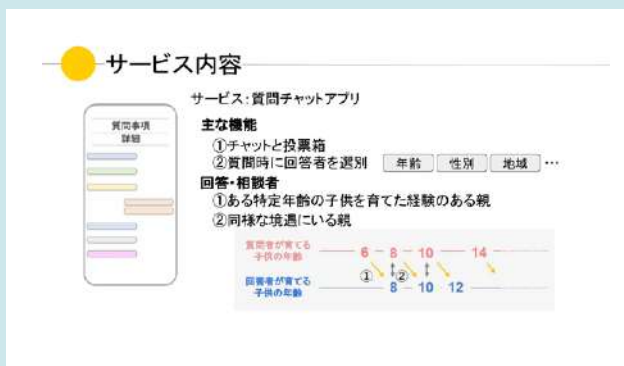 サービス内容
サービス：質問チャットアプリ
質問事項
詳細
主な機能
①チャットと投票箱
②質問時に回答者を選別 年齢 性別 地域 …
回答・相談者
①ある特定年齢の子供を育てた経験のある親
②同様な境遇にいる親
質問者が育てる
子供の年齢
6 8 10 14
① ②
回答者が育てる
子供の年齢
8 10 12